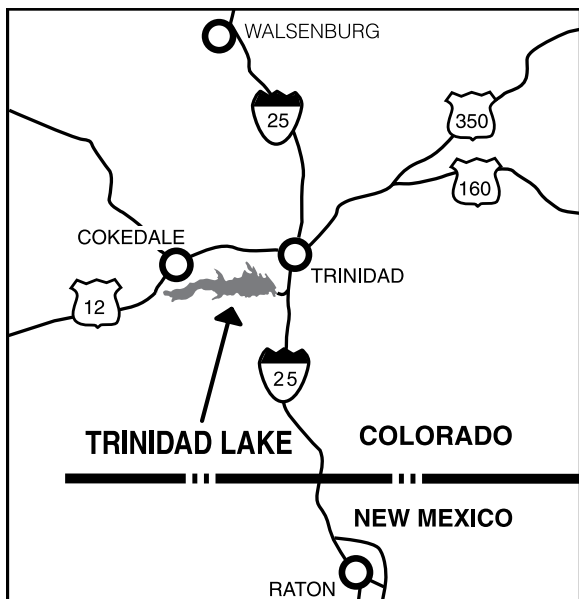 WALSENBURG
25
350
160
COKEDALE
TRINIDAD
12
25
TRINIDAD LAKE
COLORADO
NEW MEXICO
RATON